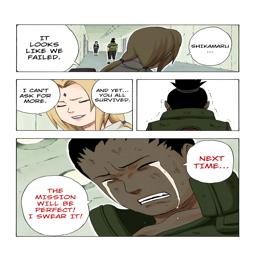 IT
LOOKS
LIKE WE
FAILED.
SHIKAMARU
...
I CAN'T
ASK FOR
MORE.
AND YET...
YOU ALL
SURVIVED.
NEXT
TIME...
THE
MISSION
WILL BE
PERFECT!
I SWEAR IT!